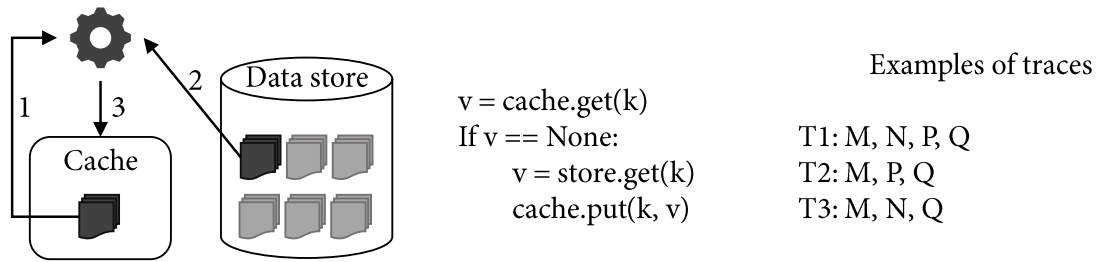 1
2
3
Cache
Data store
v = cache.get(k)
If v == None:
v = store.get(k)
cache.put(k, v)
Examples of traces
T1: M, N, P, Q
T2: M, P, Q
T3: M, N, Q